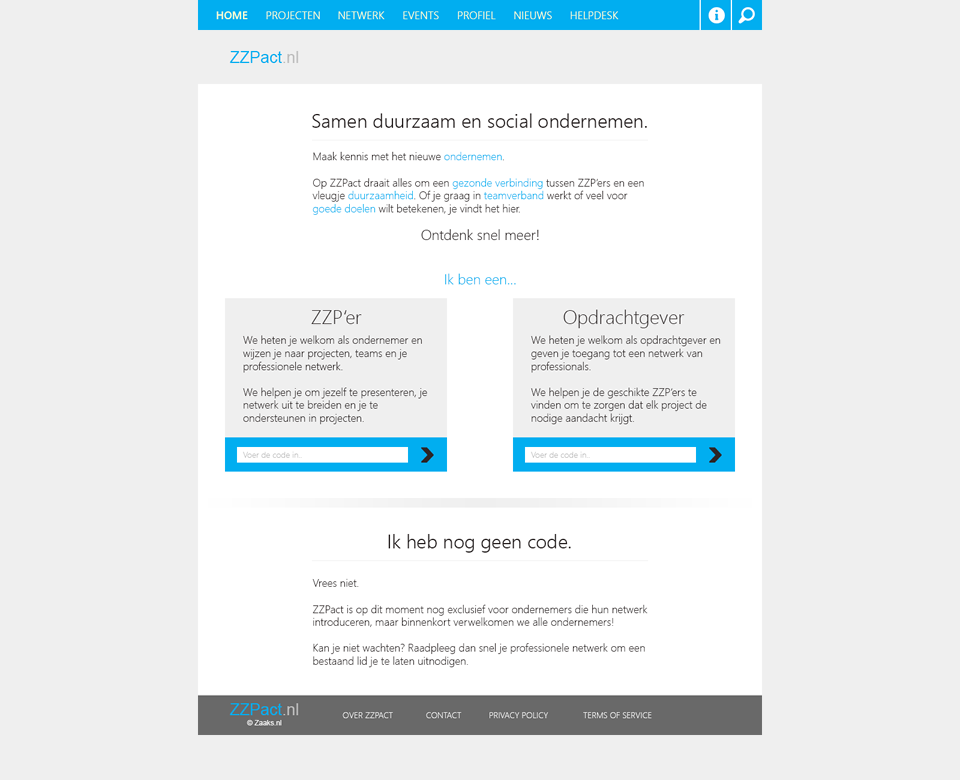 HOME PROJECTEN NETWERK EVENTS PROFIEL NIEUWS HELPDESK
ZZPact.nl
Samen duurzaam en social ondernemen.
Maak kennis met het nieuwe ondernemen.
Op ZZPact draait alles om een gezonde verbinding tussen ZZP'ers en een
vleugje duurzaamheid. Of je graag in teamverband werkt of veel voor
goede doelen wilt betekenen, je vindt het hier.
Ontdenk snel meer!
Ik ben een...
ZZP'er
We heten je welkom als ondernemer en
wijzen je naar projecten, teams en je
professionele netwerk.
We helpen je om jezelf te presenteren, je
netwerk uit te breiden en je te
ondersteunen in projecten.
Voer de code in..
Opdrachtgever
We heten je welkom als opdrachtgever en
geven je toegang tot een netwerk van
professionals.
We helpen je de geschikte ZZP'ers te
vinden om te zorgen dat elk project de
nodige aandacht krijgt.
Voer de code in..
Ik heb nog geen code.
Vrees niet.
ZZPact is op dit moment nog exclusief voor ondernemers die hun netwerk
introduceren, maar binnenkort verwelkomen we alle ondernemers!
Kan je niet wachten? Raadpleeg dan snel je professionele netwerk om een
bestaand lid je te laten uitnodigen.
ZZPact.nl
© Zaaks.nl
OVER ZZPACT CONTACT PRIVACY POLICY TERMS OF SERVICE